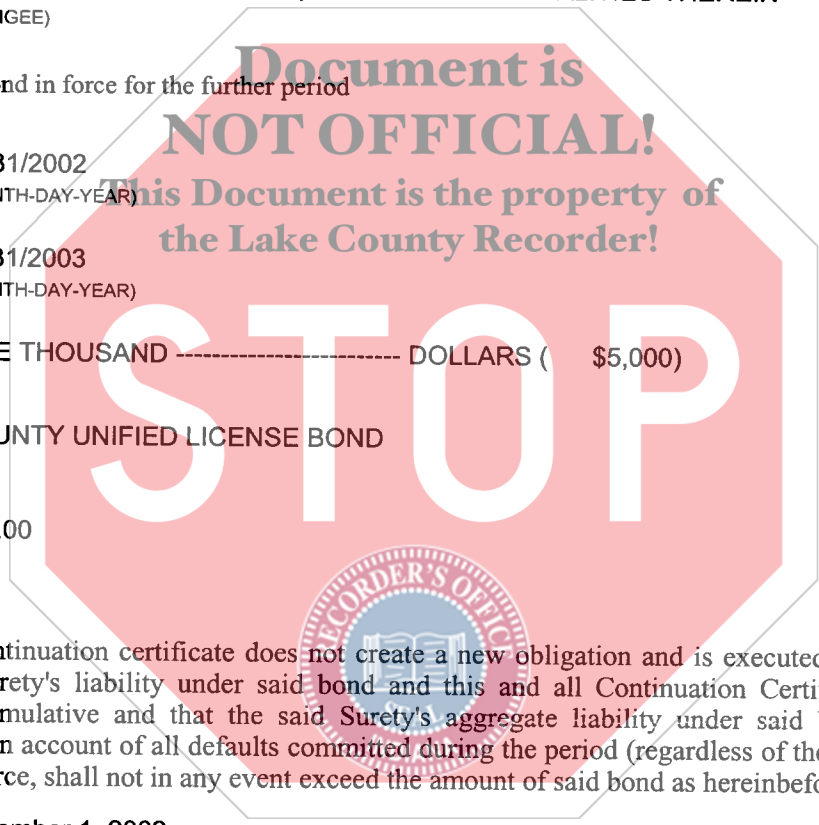 IGEE)
Document is
nd in force for the further period
NOT OFFICIAL!
31/2002
This Document is the property of
NTH-DAY-YEAR)
the Lake County Recorder!
31/2003
NTH-DAY-YEAR)
STOP
E THOUSAND ------------------------- DOLLARS ( $5,000)
UNTY UNIFIED LICENSE BOND
.00
RECORDER'S OFFIC
SEAL
ntinuation certificate does not create a new obligation and is executed
rety's liability under said bond and this and all Continuation Certi
mulative and that the said Surety's aggregate liability under said
n account of all defaults committed during the period (regardless of the
rce, shall not in any event exceed the amount of said bond as hereinbefo